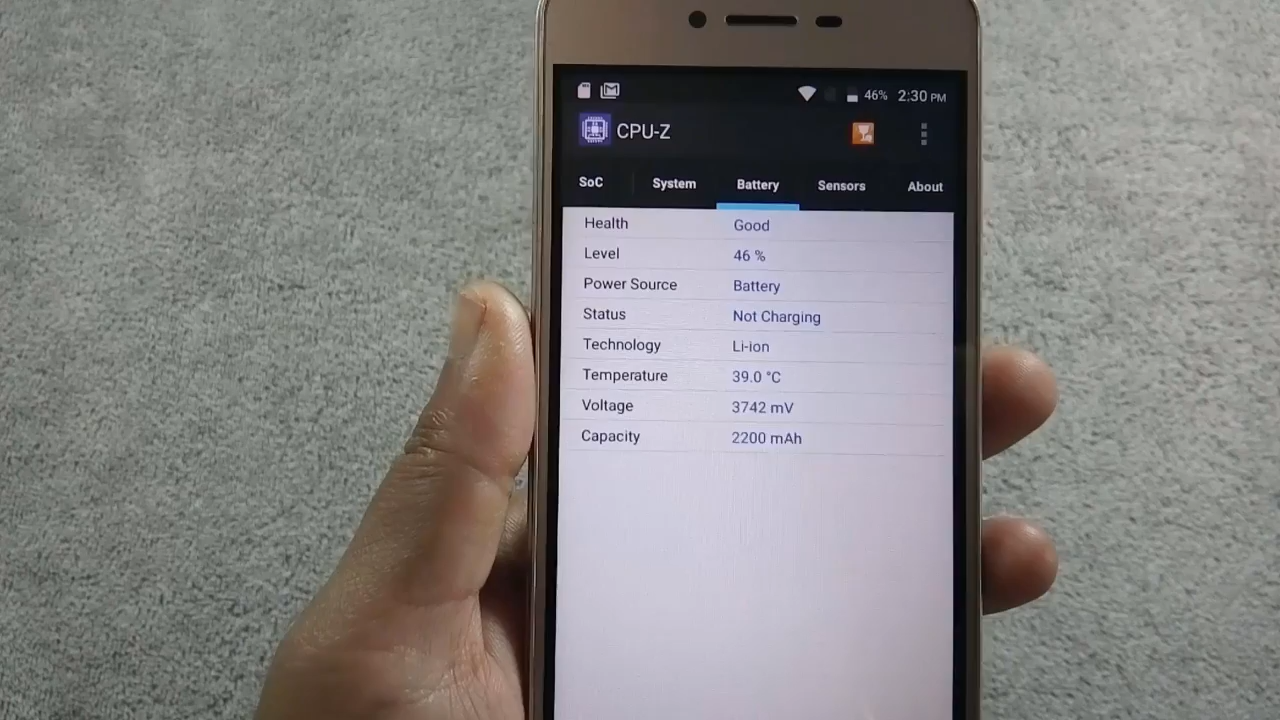 46% 2:30 PM
CPU-Z
SoC System Battery Sensors About
Health Good
Level 46 %
Power Source Battery
Status Not Charging
Technology Li-ion
Temperature 39.0 °C
Voltage 3742 mV
Capacity 2200 mAh